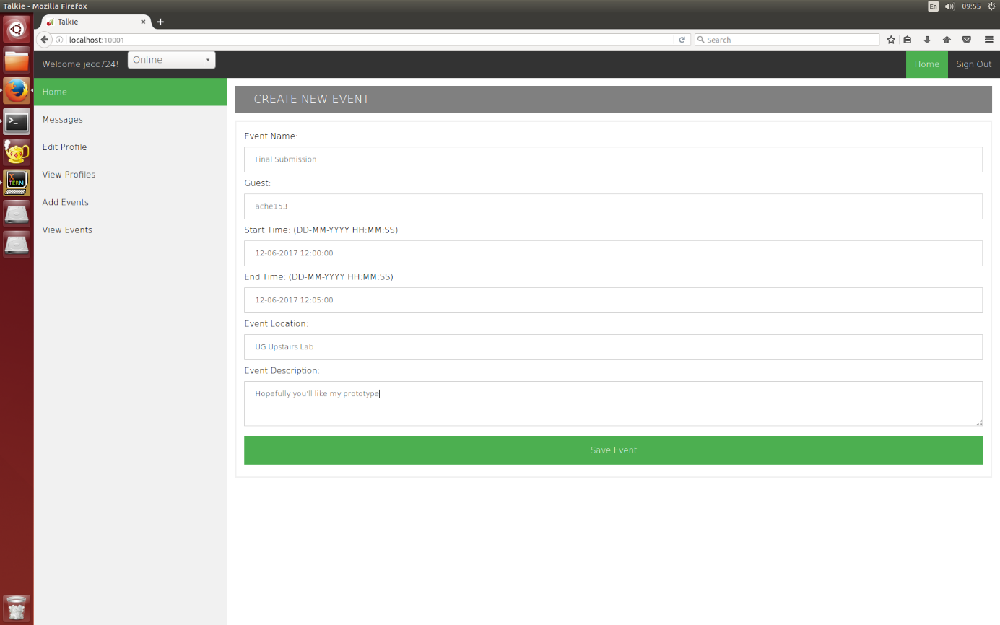 Talkie - Mozilla Firefox
En
09:55
Talkie
localhost:10001
Search
Welcome jecc724!
Online
Home
Sign Out
Home
Messages
Edit Profile
View Profiles
Add Events
View Events
CREATE NEW EVENT
Event Name:
Final Submission
Guest:
ache153
Start Time: (DD-MM-YYYY HH:MM:SS)
12-06-2017 12:00:00
End Time: (DD-MM-YYYY HH:MM:SS)
12-06-2017 12:05:00
Event Location:
UG Upstairs Lab
Event Description:
Hopefully you'll like my prototype
Save Event
>_
X
TERM